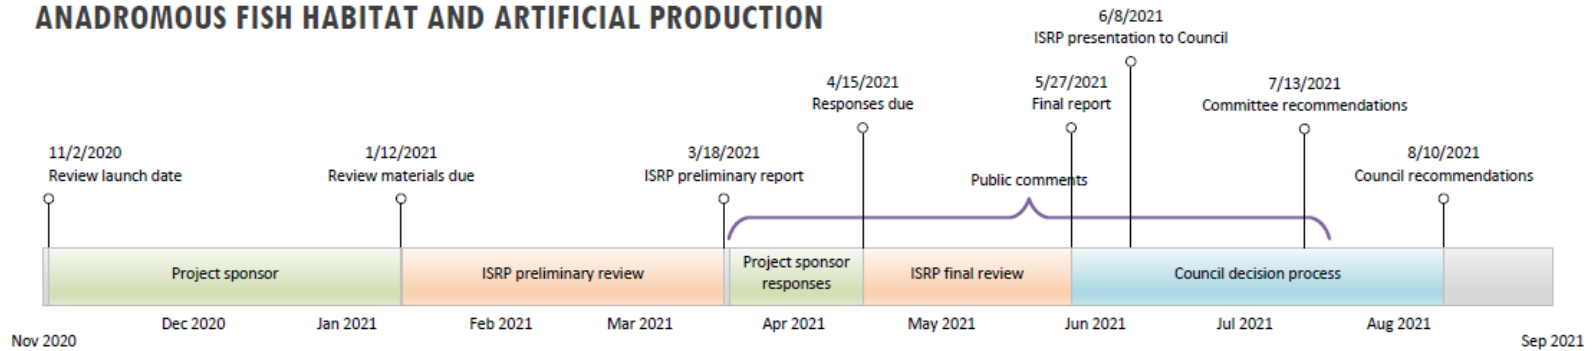 ANADROMOUS FISH HABITAT AND ARTIFICIAL PRODUCTION
6/8/2021
ISRP presentation to Council
4/15/2021
Responses due
5/27/2021
Final report
7/13/2021
Committee recommendations
11/2/2020
Review launch date
1/12/2021
Review materials due
3/18/2021
ISRP preliminary report
Public comments
8/10/2021
Council recommendations
Project sponsor
ISRP preliminary review
Project sponsor
responses
ISRP final review
Council decision process
Nov 2020
Dec 2020
Jan 2021
Feb 2021
Mar 2021
Apr 2021
May 2021
Jun 2021
Jul 2021
Aug 2021
Sep 2021